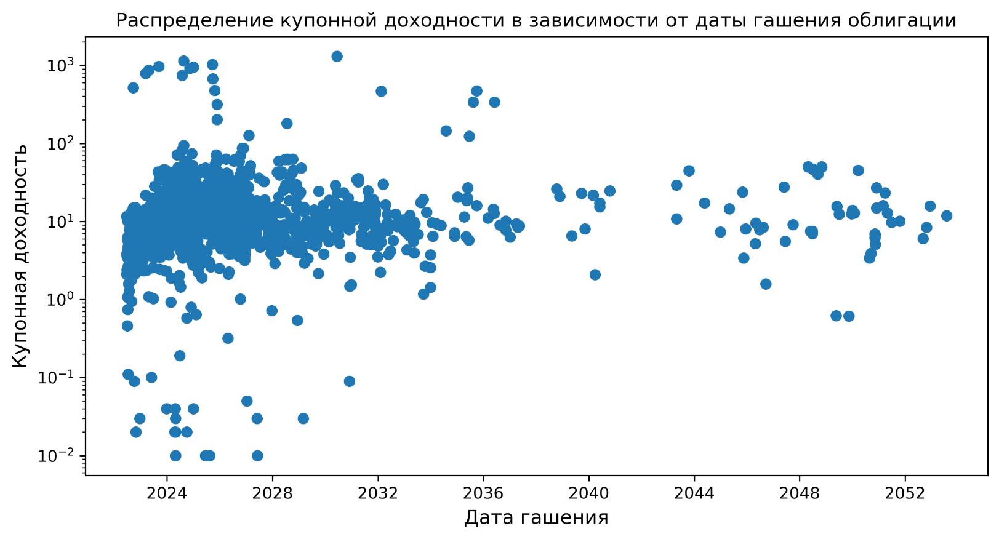 Распределение купонной доходности в зависимости от даты гашения облигации
Купонная доходность
10³
10²
10¹
10⁰
10⁻¹
10⁻²
2024 2028 2032 2036 2040 2044 2048 2052
Дата гашения